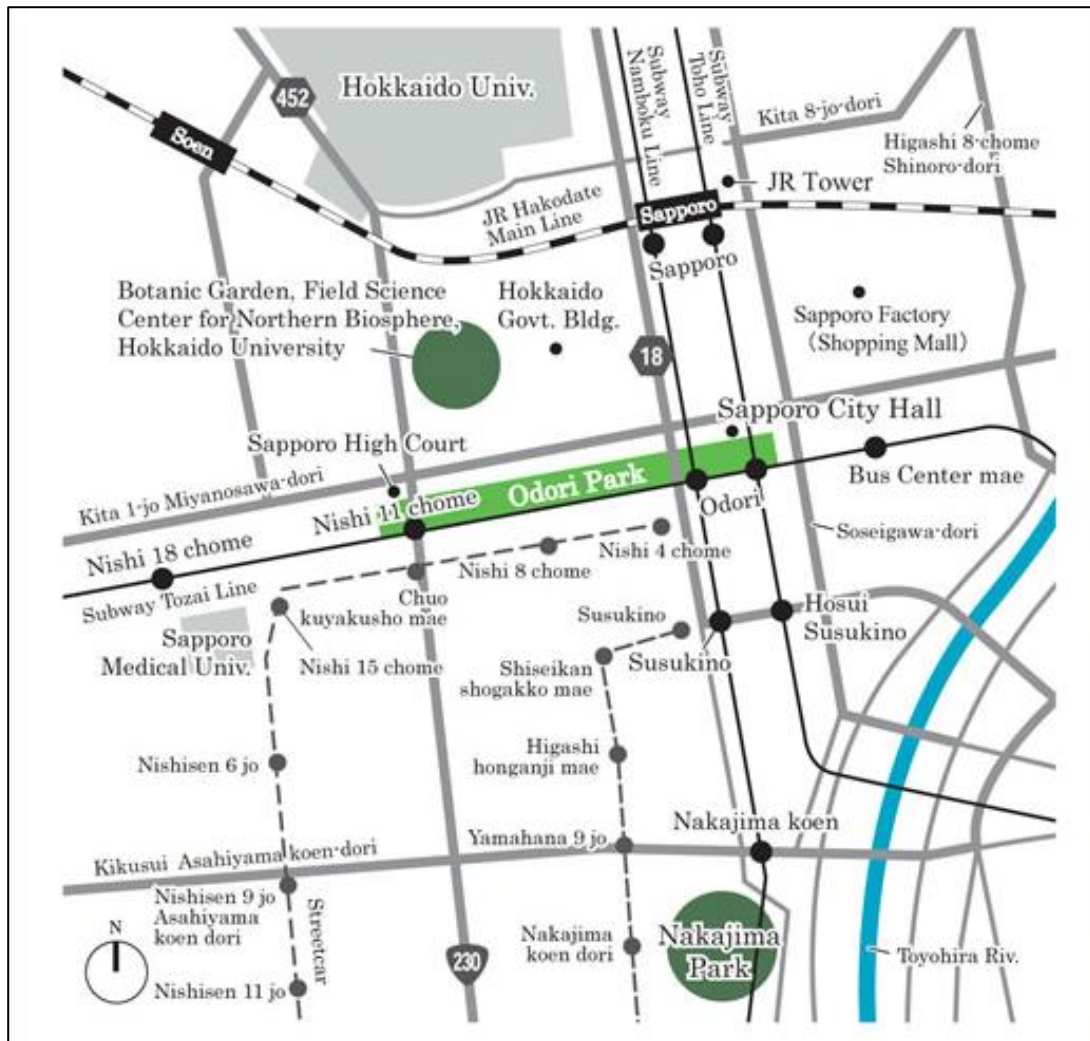 Hokkaido Univ.
452
Soen
Subway
Namboku Line
Subway
Toho Line
Kita 8-jo-dori
Higashi 8-chome
Shinoro-dori
JR Tower
JR Hakodate
Main Line
Sapporo
Sapporo
Botanic Garden, Field Science
Center for Northern Biosphere,
Hokkaido University
Hokkaido
Govt. Bldg.
18
Sapporo Factory
(Shopping Mall)
Sapporo City Hall
Sapporo High Court
Kita 1-jo Miyanosawa-dori
Odori Park
Nishi 11 chome
Odori
Bus Center mae
Nishi 18 chome
Soseigawa-dori
Nishi 4 chome
Nishi 8 chome
Subway Tozai Line
Chuo
kuyakusho mae
Susukino
Hosui
Susukino
Sapporo
Medical Univ.
Nishi 15 chome
Susukino
Shiseikan
shogakko mae
Nishisen 6 jo
Higashi
honganji mae
Nakajima koen
Yamahana 9 jo
Kikusui Asahiyama koen-dori
Nishisen 9 jo
Asahiyama
koen dori
Streetcar
N
230
Nakajima
koen dori
Nakajima
Park
Toyohira Riv.
Nishisen 11 jo